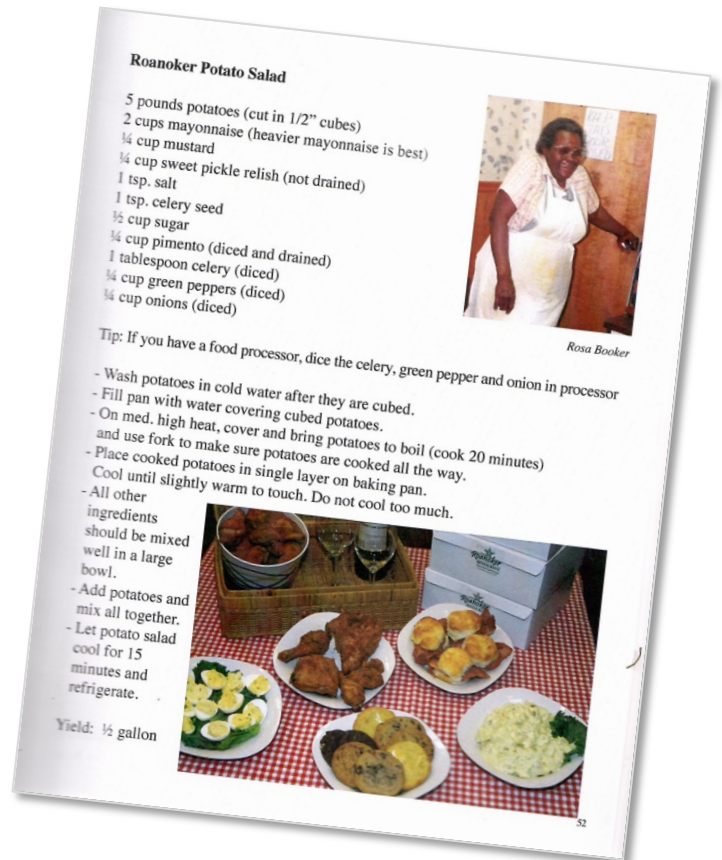 Roanoker Potato Salad
5 pounds potatoes (cut in 1/2” cubes)
2 cups mayonnaise (heavier mayonnaise is best)
¼ cup mustard
¼ cup sweet pickle relish (not drained)
1 tsp. salt
1 tsp. celery seed
½ cup sugar
¼ cup pimento (diced and drained)
1 tablespoon celery (diced)
¼ cup green peppers (diced)
¼ cup onions (diced)
Rosa Booker
Tip: If you have a food processor, dice the celery, green pepper and onion in processor
- Wash potatoes in cold water after they are cubed.
- Fill pan with water covering cubed potatoes.
- On med. high heat, cover and bring potatoes to boil (cook 20 minutes)
and use fork to make sure potatoes are cooked all the way.
- Place cooked potatoes in single layer on baking pan.
Cool until slightly warm to touch. Do not cool too much.
- All other
ingredients
should be mixed
well in a large
bowl.
- Add potatoes and
mix all together.
- Let potato salad
cool for 15
minutes and
refrigerate.
Yield: ½ gallon
Roanoker
Roanoker
52